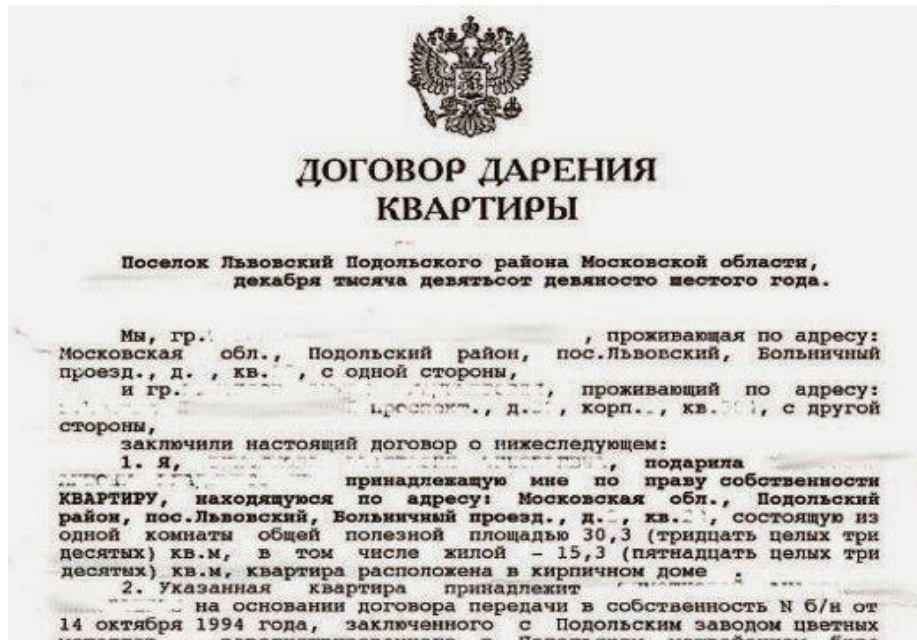 ДОГОВОР ДАРЕНИЯ
КВАРТИРЫ
Поселок Львовский Подольского района Московской области,
декабря тысяча девятьсот девяносто шестого года.
Мы, гр. , проживающая по адресу:
Московская обл., Подольский район, пос.Львовский, Больничный
проезд., д. , кв. , с одной стороны,
и гр. , проживающий по адресу:
д. , корп. , кв. , с другой
стороны,
заключили настоящий договор о нижеследующем:
1. Я, , подарила
принадлежащую мне по праву собственности
КВАРТИРУ, находящуюся по адресу: Московская обл., Подольский
район, пос.Львовский, Больничный проезд., д. , кв. , состоящую из
одной комнаты общей полезной площадью 30,3 (тридцать целых три
десятых) кв.м, в том числе жилой - 15,3 (пятнадцать целых три
десятых) кв.м, квартира расположена в кирпичном доме .
2. Указанная квартира принадлежит
на основании договора передачи в собственность N б/н от
14 октября 1994 года, заключенного с Подольским заводом цветных